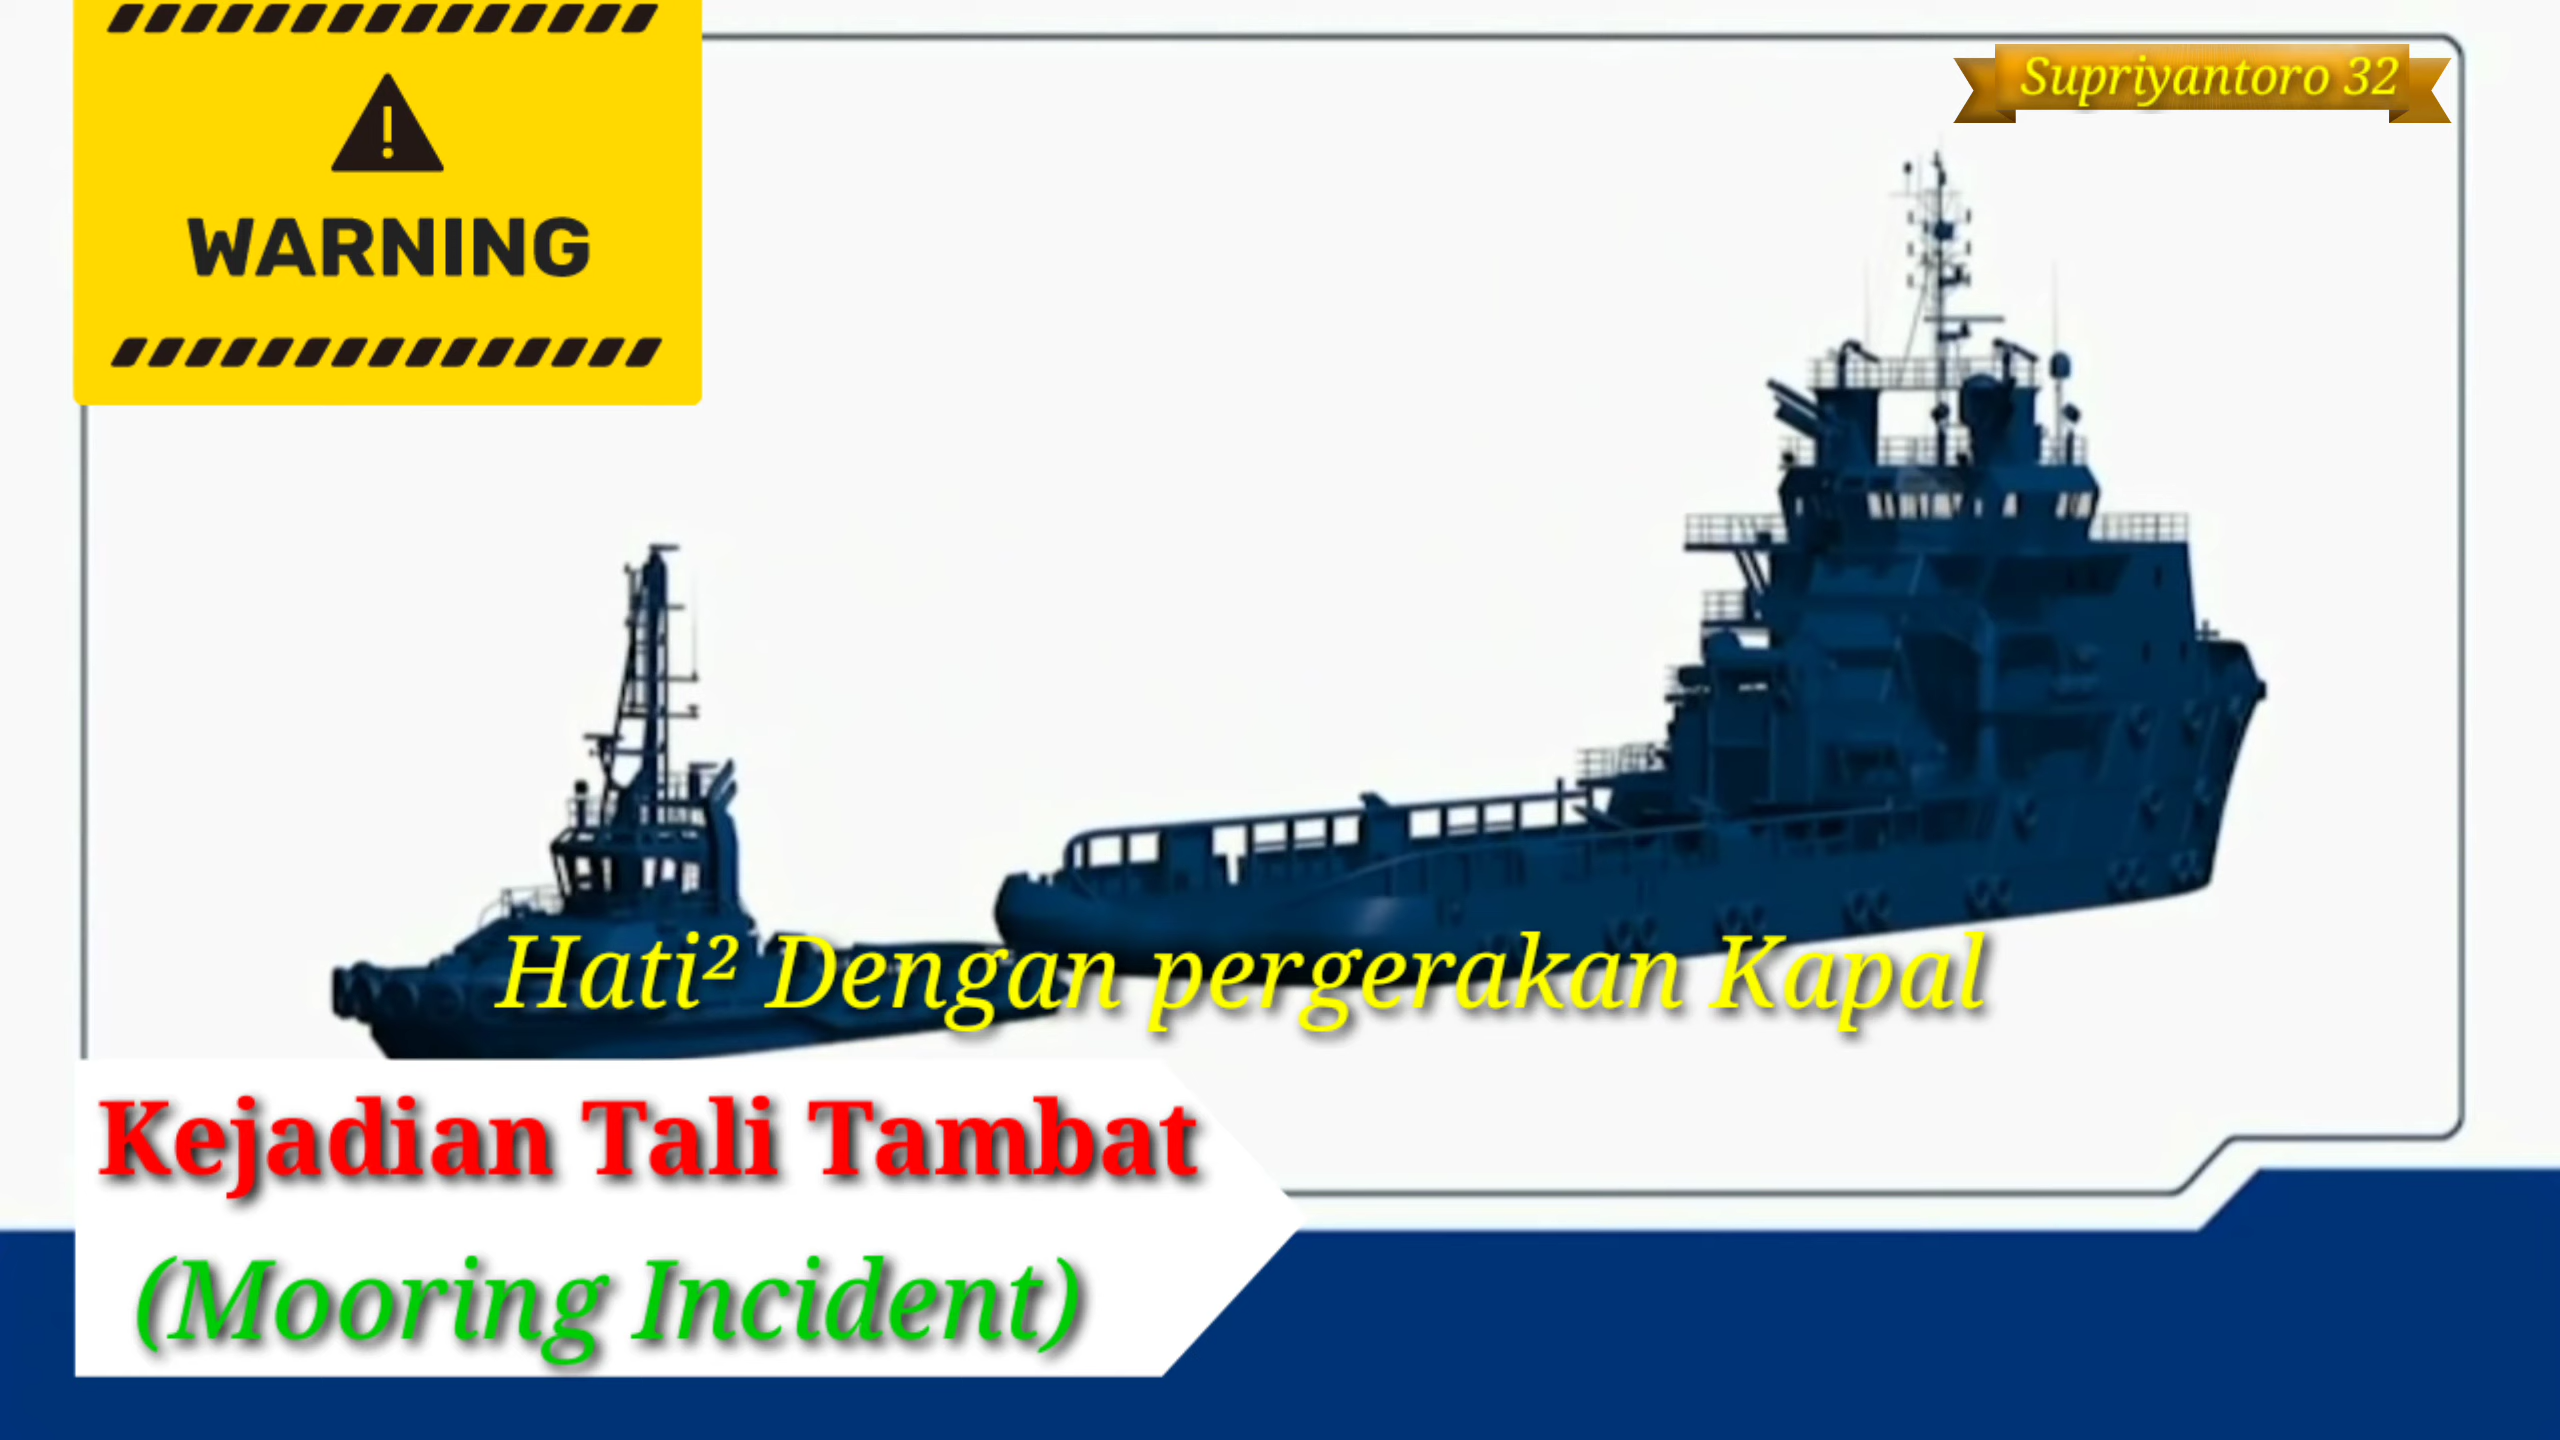 WARNING
Supriyantoro 32
Hati² Dengan pergerakan Kapal
Kejadian Tali Tambat
(Mooring Incident)